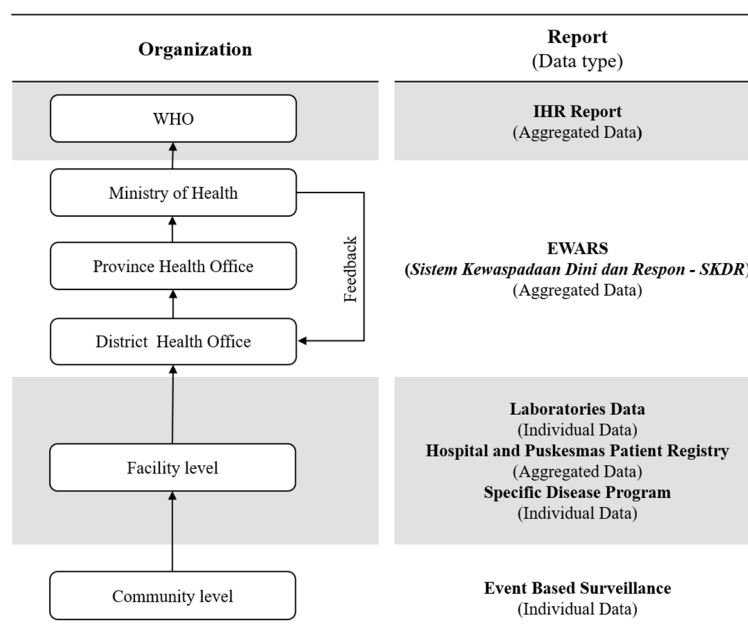 Organization
Report
(Data type)
WHO
IHR Report
(Aggregated Data)
Ministry of Health
Province Health Office
District Health Office
Feedback
EWARS
(Sistem Kewaspadaan Dini dan Respon - SKDR)
(Aggregated Data)
Facility level
Laboratories Data
(Individual Data)
Hospital and Puskesmas Patient Registry
(Aggregated Data)
Specific Disease Program
(Individual Data)
Community level
Event Based Surveillance
(Individual Data)